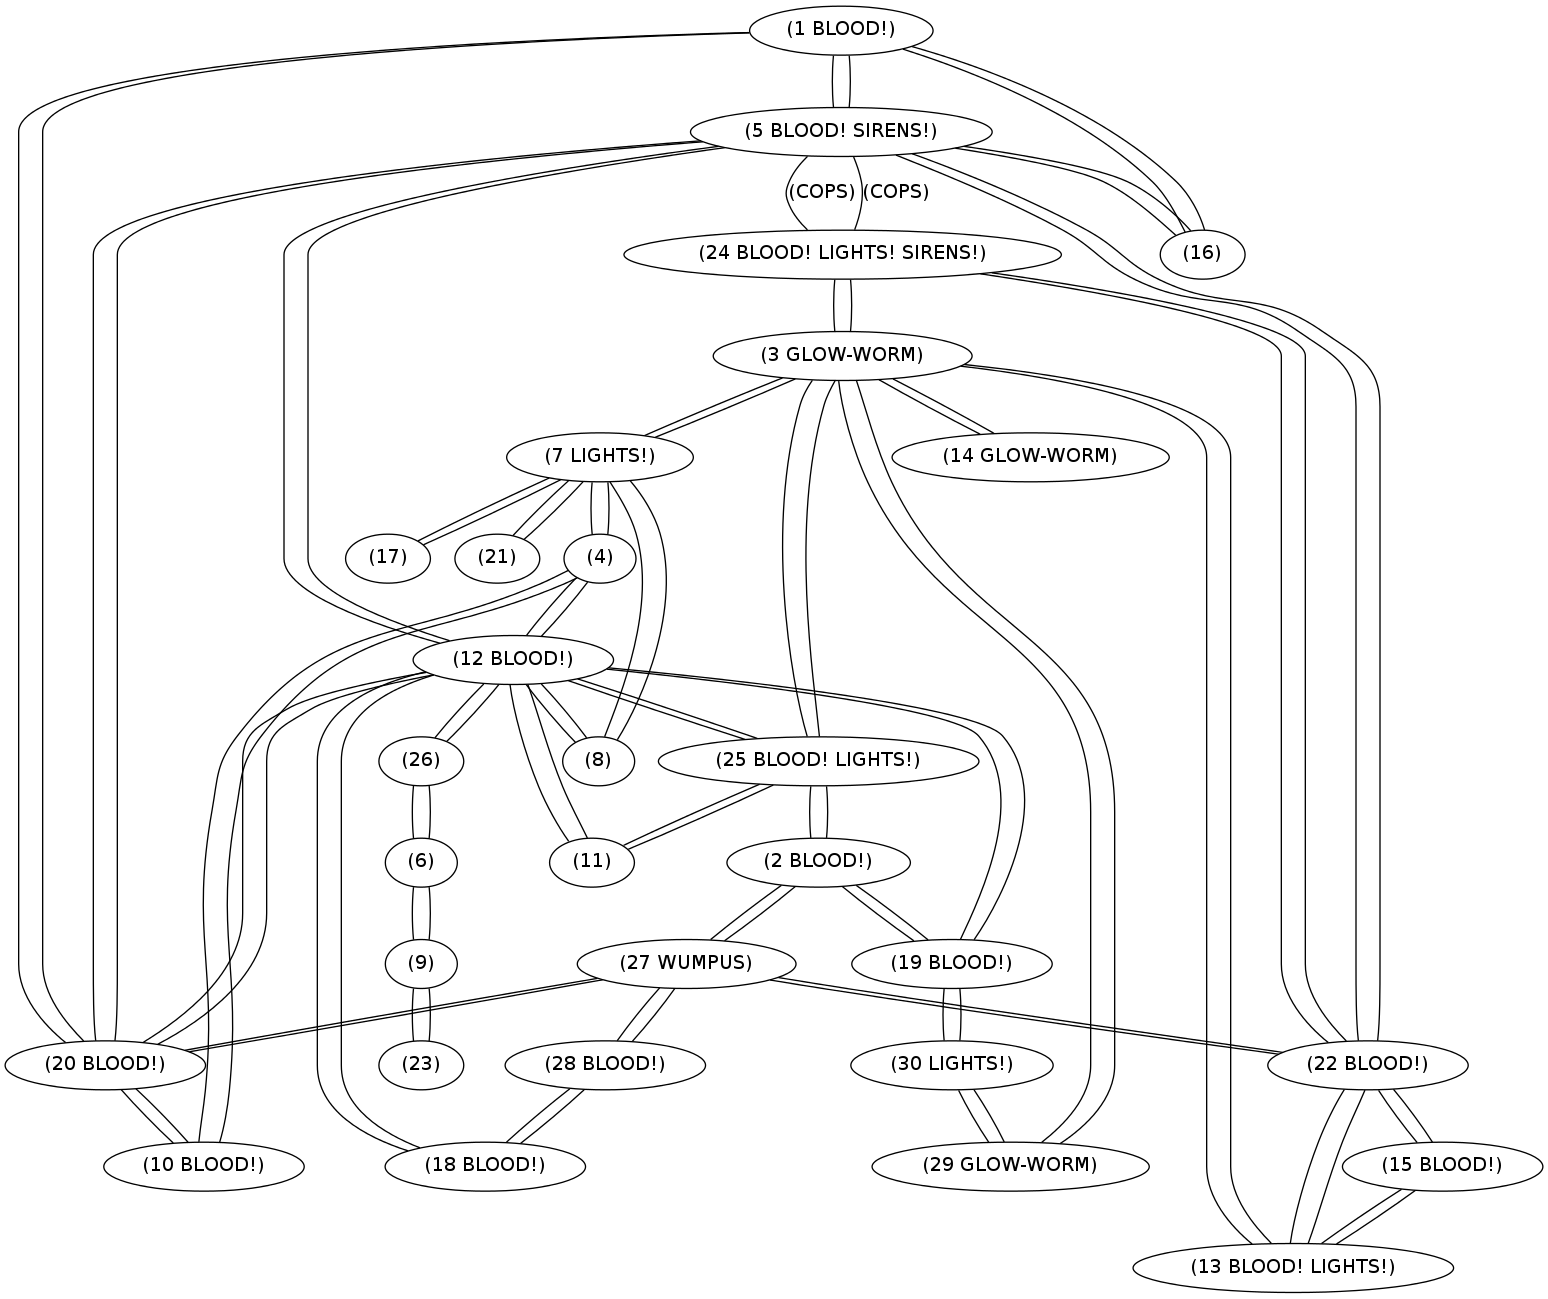 (1 BLOOD!)
(5 BLOOD! SIRENS!)
(COPS)
(COPS)
(24 BLOOD! LIGHTS! SIRENS!)
(16)
(3 GLOW-WORM)
(7 LIGHTS!)
(14 GLOW-WORM)
(17)
(21)
(4)
(12 BLOOD!)
(26)
(8)
(25 BLOOD! LIGHTS!)
(6)
(11)
(2 BLOOD!)
(9)
(27 WUMPUS)
(19 BLOOD!)
(20 BLOOD!)
(23)
(28 BLOOD!)
(30 LIGHTS!)
(22 BLOOD!)
(10 BLOOD!)
(18 BLOOD!)
(29 GLOW-WORM)
(15 BLOOD!)
(13 BLOOD! LIGHTS!)